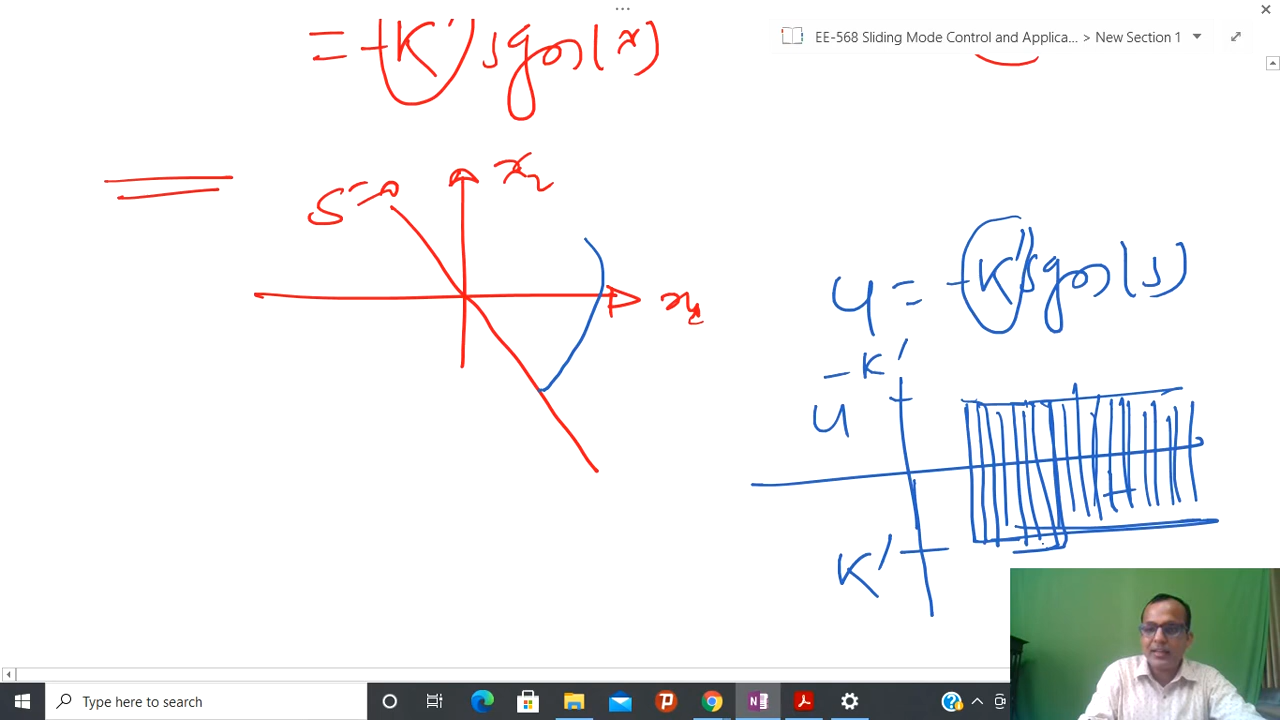 = -K' sgn(x)
EE-568 Sliding Mode Control and Applica... > New Section 1
x2
S=0
x1
u = -K' sgn(s)
-K'
u
K'
Type here to search